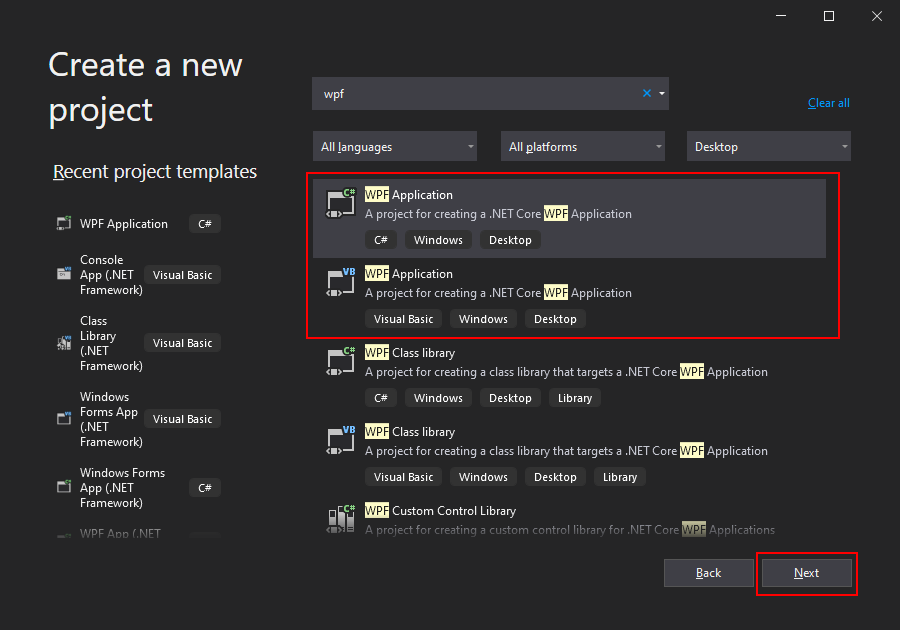 Create a new
project
wpf
Clear all
All languages
All platforms
Desktop
Recent project templates
WPF Application C#
Console
App (.NET
Framework) Visual Basic
Class
Library
(.NET
Framework) Visual Basic
Windows
Forms App
(.NET
Framework) Visual Basic
Windows Forms
App (.NET
Framework) C#
WPF App (.NET
C# WPF Application
A project for creating a .NET Core WPF Application
C# Windows Desktop
VB WPF Application
A project for creating a .NET Core WPF Application
Visual Basic Windows Desktop
C# WPF Class library
A project for creating a class library that targets a .NET Core WPF Application
C# Windows Desktop Library
VB WPF Class library
A project for creating a class library that targets a .NET Core WPF Application
Visual Basic Windows Desktop Library
C# WPF Custom Control Library
A project for creating a custom control library for .NET Core WPF Applications
Back
Next